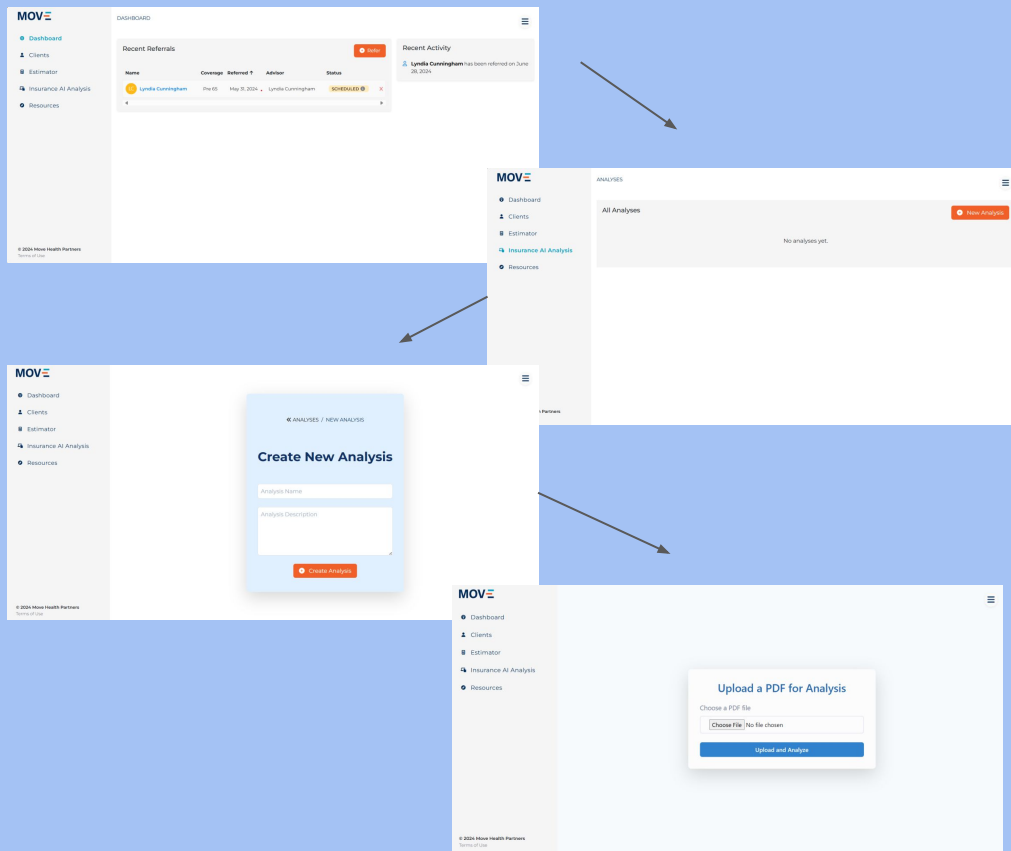 MOVE
DASHBOARD
Dashboard
Clients
Estimator
Insurance AI Analysis
Resources
Recent Referrals
Refer
Name Coverage Referred ↑ Advisor Status
Lyndia Cunningham Pre 65 May 31, 2024 Lyndia Cunningham SCHEDULED
Recent Activity
Lyndia Cunningham has been referred on June
28, 2024
© 2024 Move Health Partners
Terms of Use
MOVE
ANALYSES
Dashboard
Clients
Estimator
Insurance AI Analysis
Resources
All Analyses
New Analysis
No analyses yet.
Partners
MOVE
Dashboard
Clients
Estimator
Insurance AI Analysis
Resources
« ANALYSES / NEW ANALYSIS
Create New Analysis
Analysis Name
Analysis Description
Create Analysis
© 2024 Move Health Partners
Terms of Use
MOVE
Dashboard
Clients
Estimator
Insurance AI Analysis
Resources
Upload a PDF for Analysis
Choose a PDF file
Choose File No file chosen
Upload and Analyze
© 2024 Move Health Partners
Terms of Use